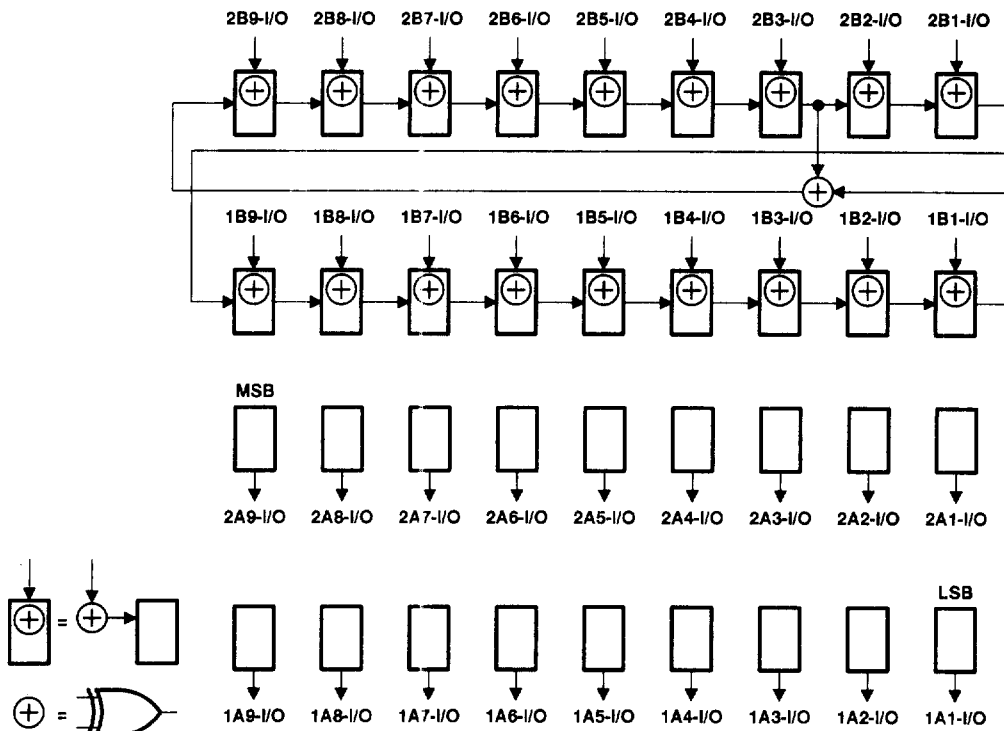 2B9-I/O 2B8-I/O 2B7-I/O 2B6-I/O 2B5-I/O 2B4-I/O 2B3-I/O 2B2-I/O 2B1-I/O
1B9-I/O 1B8-I/O 1B7-I/O 1B6-I/O 1B5-I/O 1B4-I/O 1B3-I/O 1B2-I/O 1B1-I/O
MSB
2A9-I/O 2A8-I/O 2A7-I/O 2A6-I/O 2A5-I/O 2A4-I/O 2A3-I/O 2A2-I/O 2A1-I/O
LSB
=
=
1A9-I/O 1A8-I/O 1A7-I/O 1A6-I/O 1A5-I/O 1A4-I/O 1A3-I/O 1A2-I/O 1A1-I/O